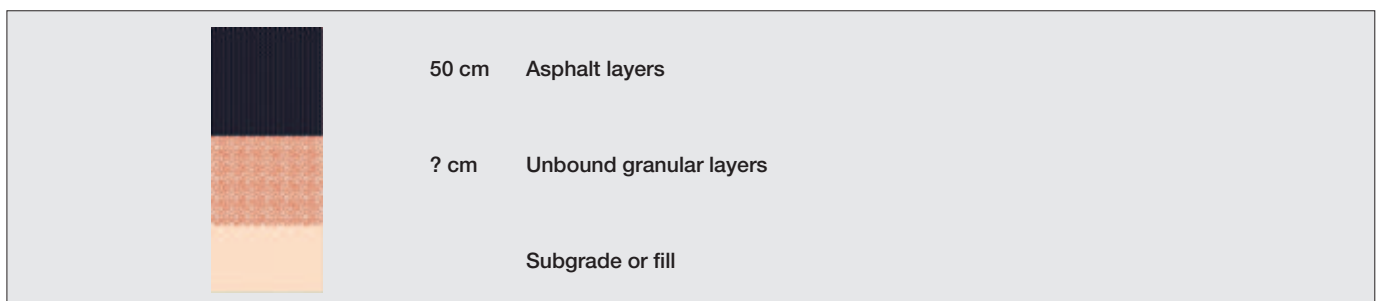 50 cm Asphalt layers
? cm Unbound granular layers
Subgrade or fill